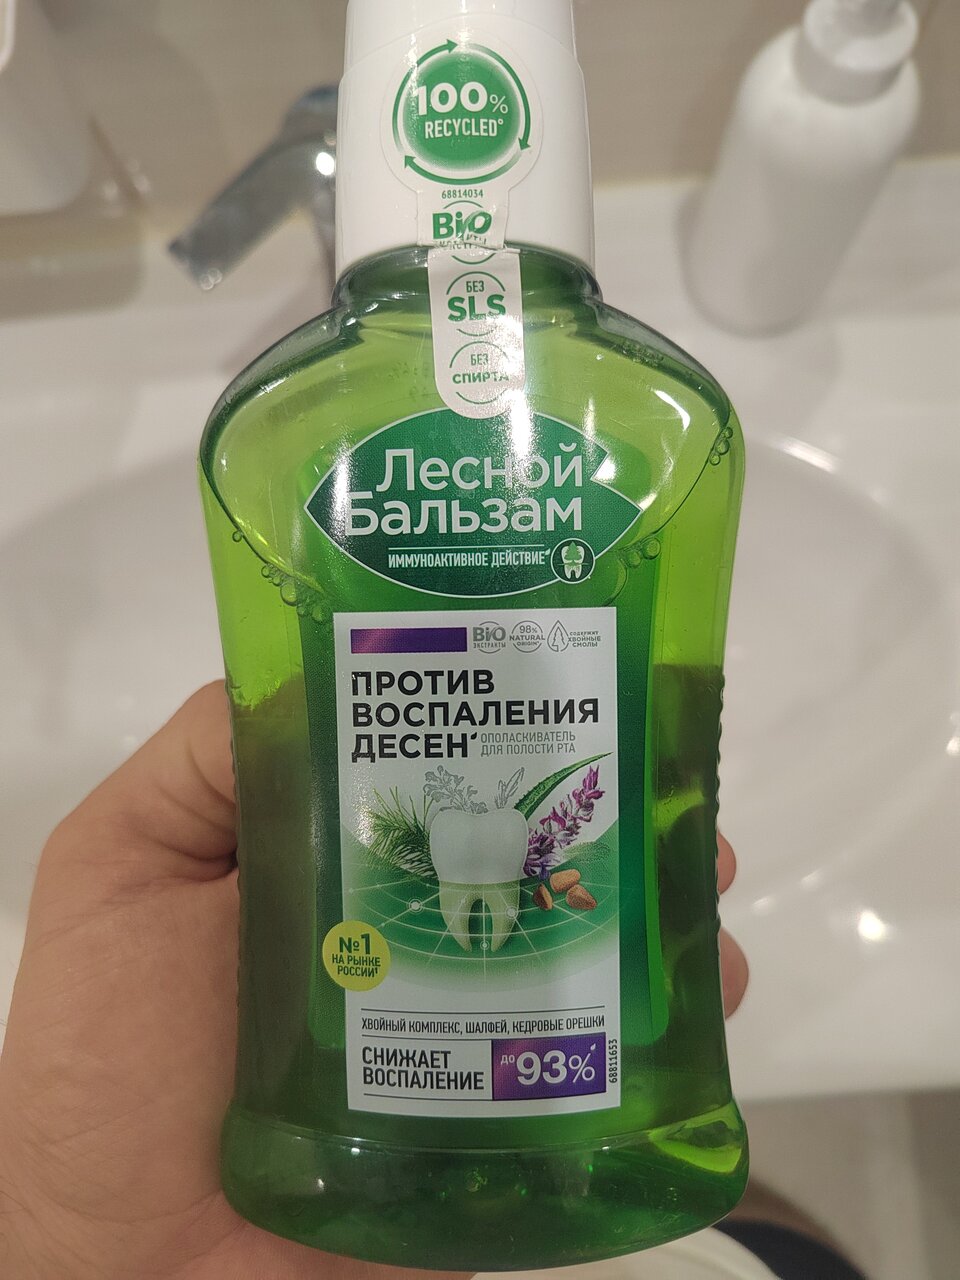 100%
RECYCLED°
68814034
BIO
БЕЗ
SLS
БЕЗ
СПИРТА
Лесной
Бальзам
ИММУНОАКТИВНОЕ ДЕЙСТВИЕ
BIO
ЭКСТРАКТЫ
98%
NATURAL
ORIGIN
СОДЕРЖИТ
ХВОЙНЫЕ
СМОЛЫ
ПРОТИВ
ВОСПАЛЕНИЯ
ДЕСЕН
ОПОЛАСКИВАТЕЛЬ
ДЛЯ ПОЛОСТИ РТА
№1
НА РЫНКЕ
РОССИИ¹
ХВОЙНЫЙ КОМПЛЕКС, ШАЛФЕЙ, КЕДРОВЫЕ ОРЕШКИ
СНИЖАЕТ
ВОСПАЛЕНИЕ
ДО 93%
68811653